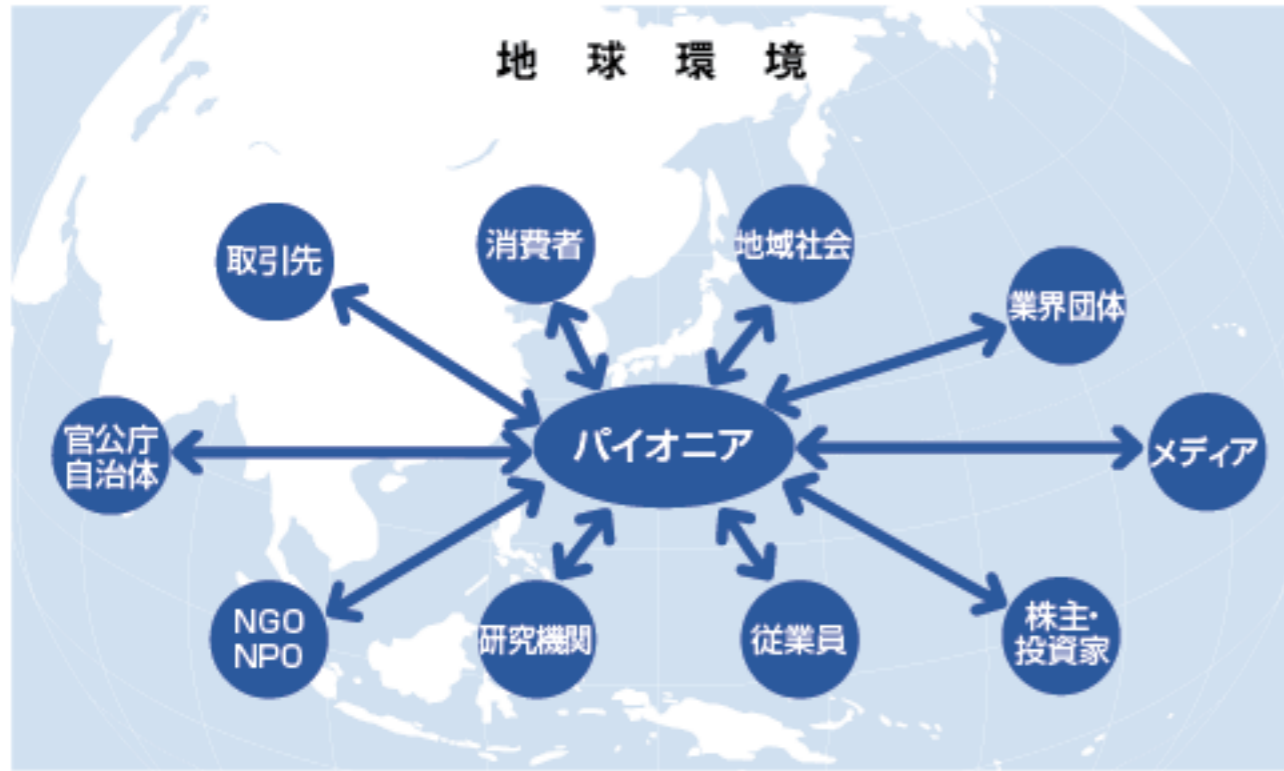 地球環境
取引先
消費者
地域社会
業界団体
官公庁
自治体
パイオニア
メディア
NGO
NPO
研究機関
従業員
株主・
投資家